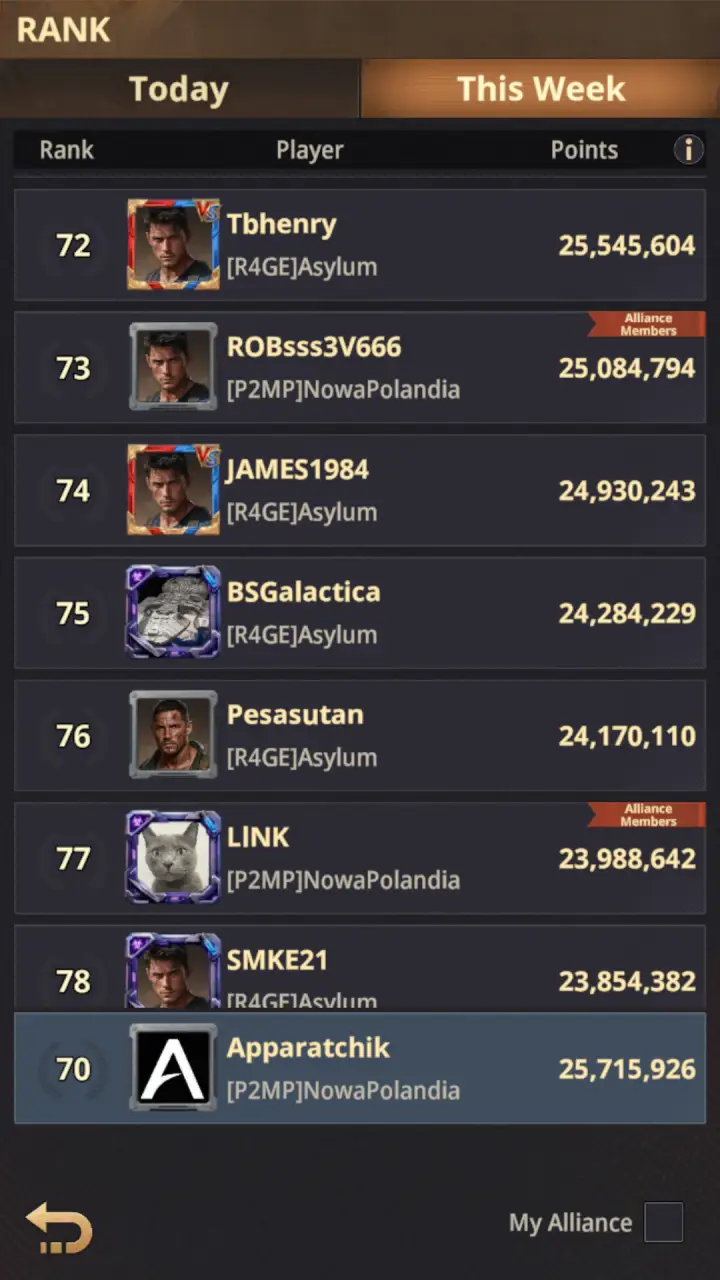 RANK
Today
This Week
Rank Player Points
72 Tbhenry 25,545,604
[R4GE]Asylum
Alliance Members
73 ROBsss3V666 25,084,794
[P2MP]NowaPolandia
74 JAMES1984 24,930,243
[R4GE]Asylum
75 BSGalactica 24,284,229
[R4GE]Asylum
76 Pesasutan 24,170,110
[R4GE]Asylum
Alliance Members
77 LlNK 23,988,642
[P2MP]NowaPolandia
78 SMKE21 23,854,382
[R4GE]Asylum
70 Apparatchik 25,715,926
[P2MP]NowaPolandia
My Alliance